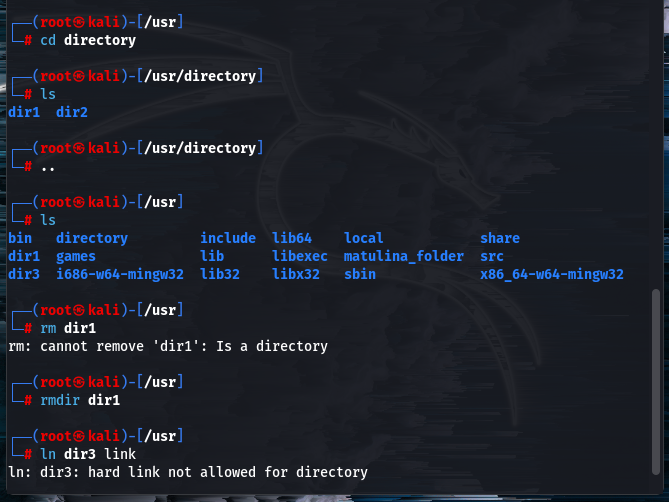 ┌──(root㉿kali)-[/usr]
└─# cd directory
┌──(root㉿kali)-[/usr/directory]
└─# ls
dir1  dir2
┌──(root㉿kali)-[/usr/directory]
└─# ..
┌──(root㉿kali)-[/usr]
└─# ls
bin   directory         include  lib64    local            share
dir1  games             lib      libexec  matulina_folder  src
dir3  i686-w64-mingw32  lib32    libx32   sbin             x86_64-w64-mingw32
┌──(root㉿kali)-[/usr]
└─# rm dir1
rm: cannot remove 'dir1': Is a directory
┌──(root㉿kali)-[/usr]
└─# rmdir dir1
┌──(root㉿kali)-[/usr]
└─# ln dir3 link
ln: dir3: hard link not allowed for directory